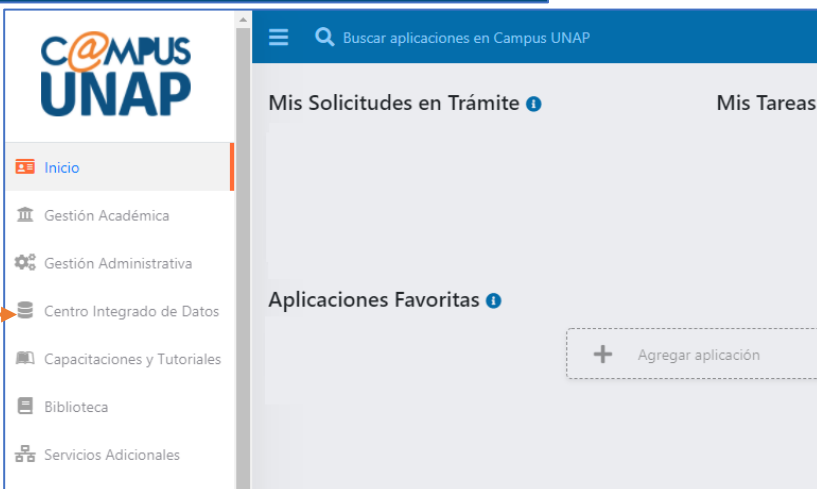 C@MPUS
UNAP
Buscar aplicaciones en Campus UNAP
Inicio
Gestión Académica
Gestión Administrativa
Centro Integrado de Datos
Capacitaciones y Tutoriales
Biblioteca
Servicios Adicionales
Mis Solicitudes en Trámite
Mis Tareas
Aplicaciones Favoritas
Agregar aplicación